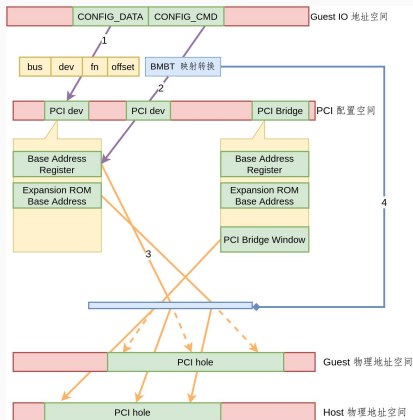 CONFIG_DATA CONFIG_CMD Guest IO 地址空间
1
bus dev fn offset BMBT 映射转换
2
PCI dev PCI dev PCI Bridge PCI 配置空间
Base Address
Register
Base Address
Register
Expansion ROM
Base Address
Expansion ROM
Base Address
4
PCI Bridge Window
3
PCI hole Guest 物理地址空间
PCI hole Host 物理地址空间